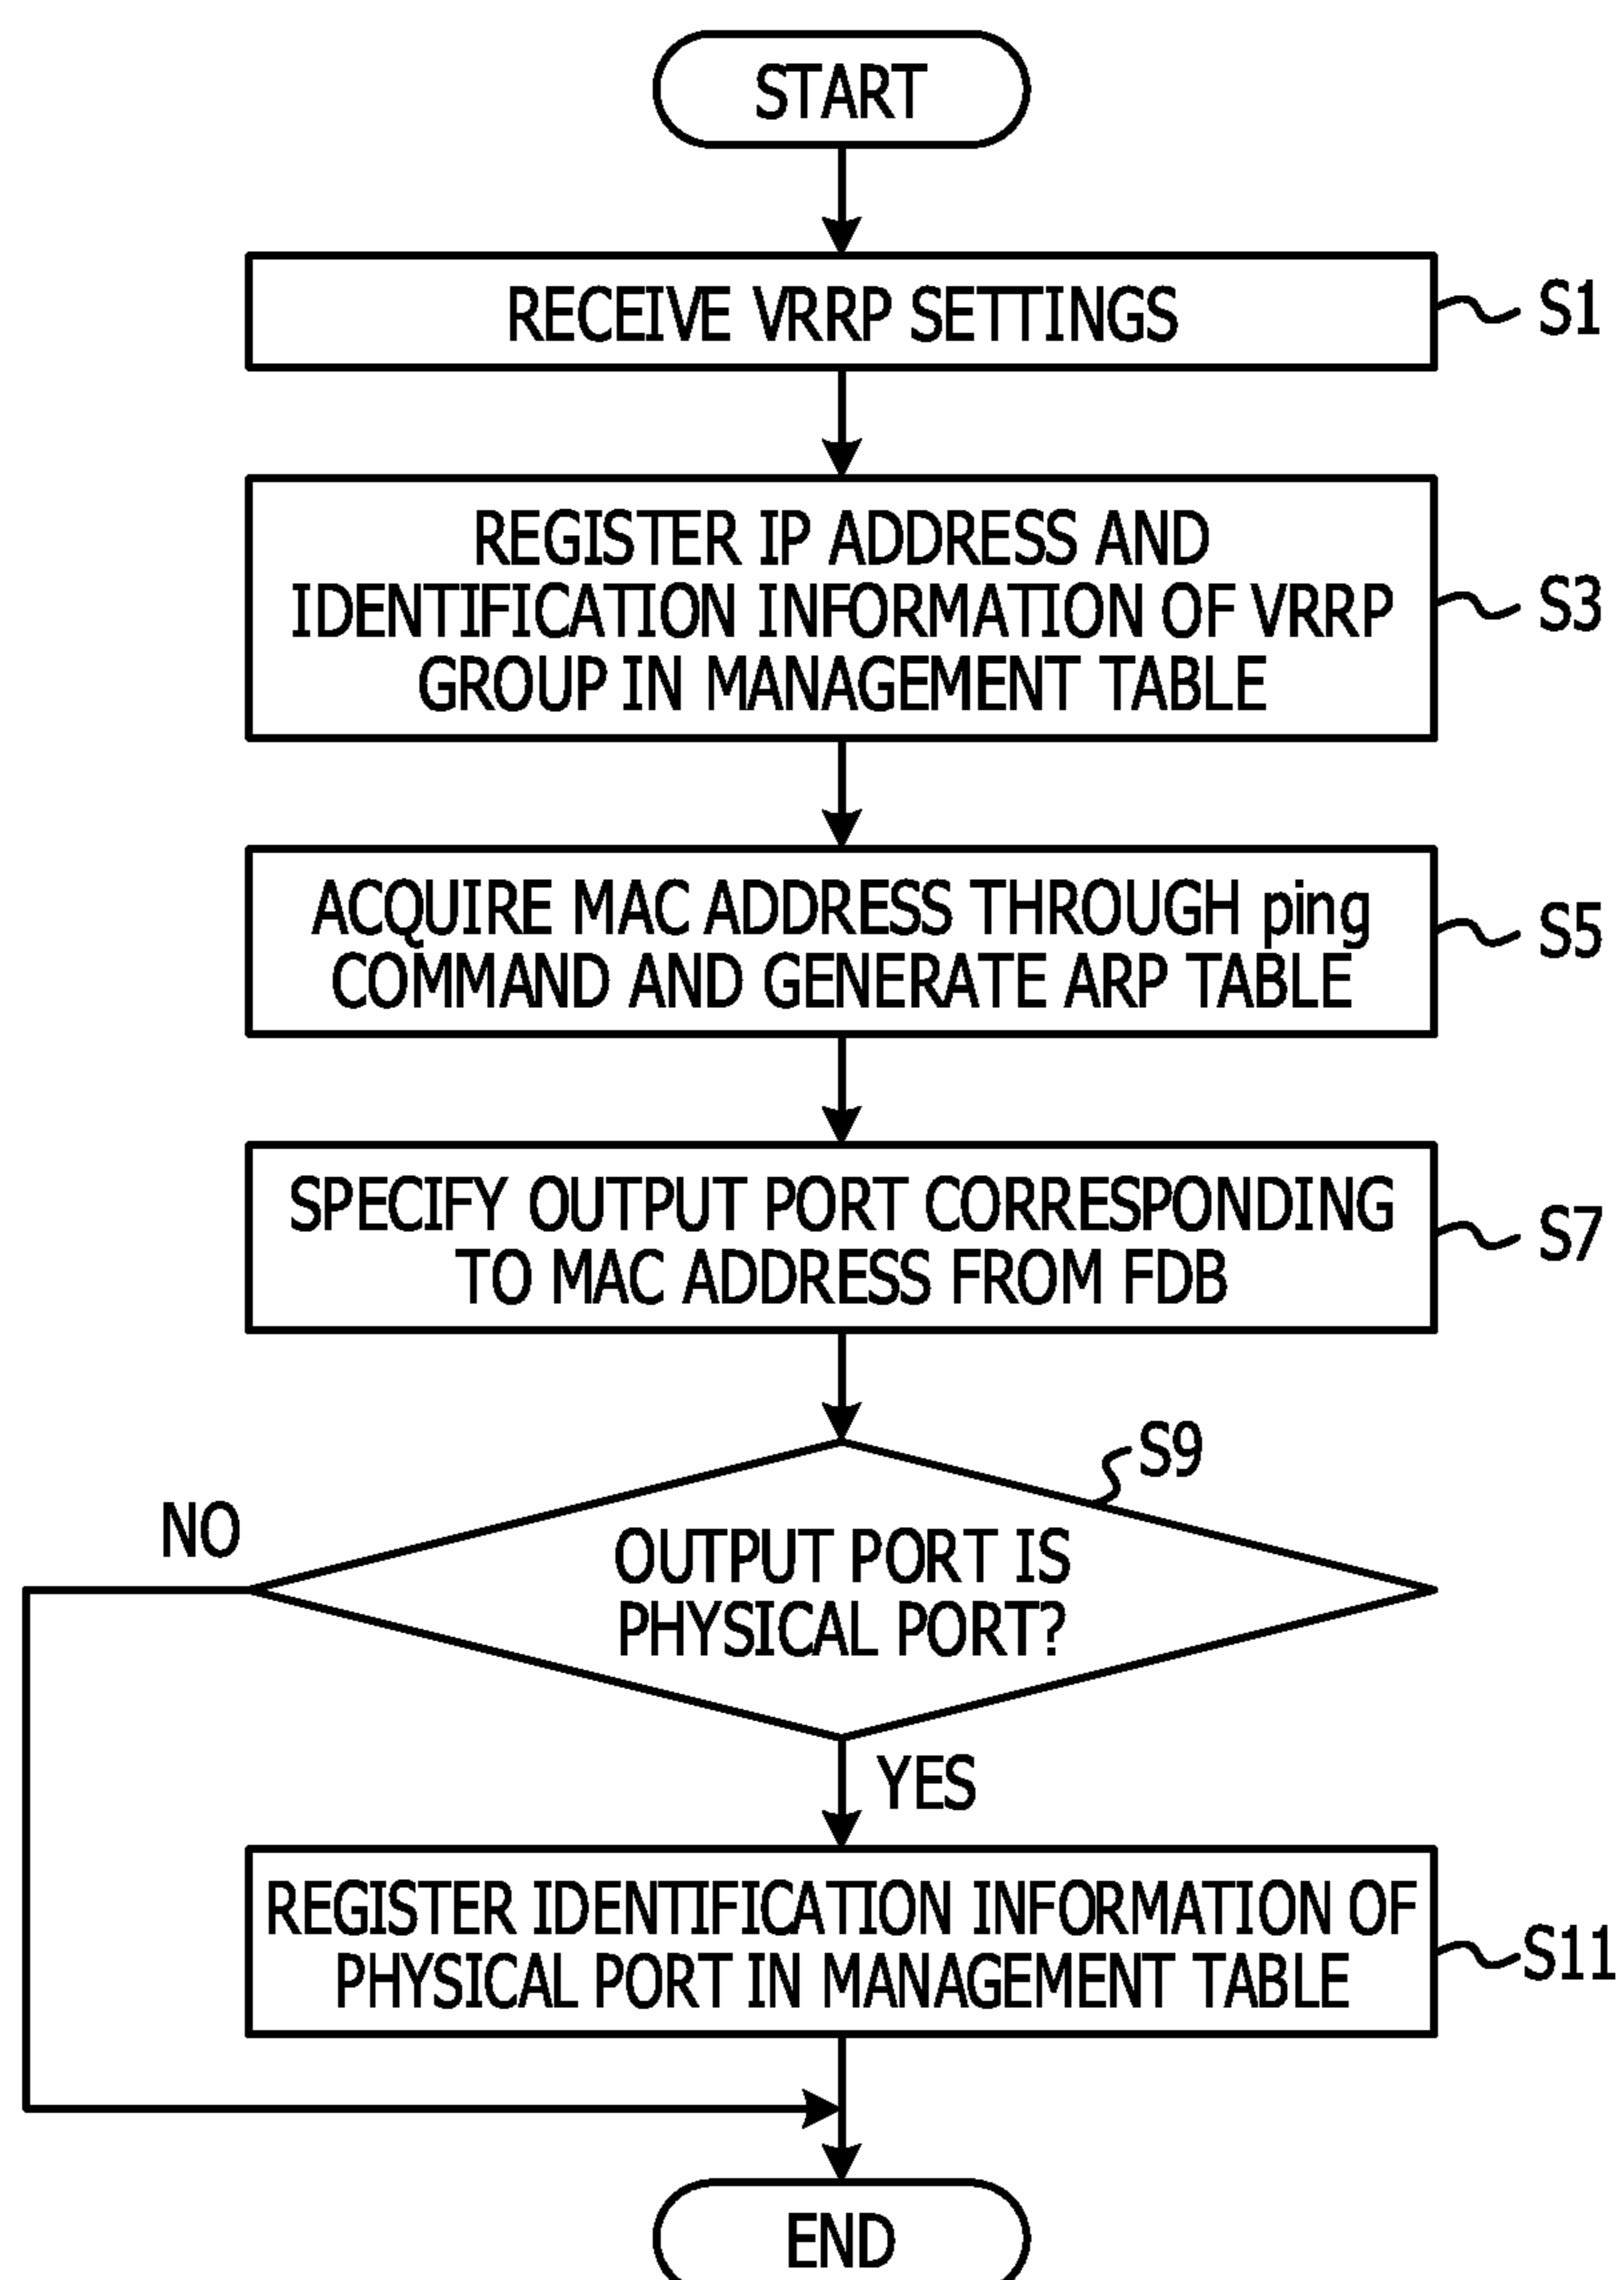 START
RECEIVE VRRP SETTINGS
S1
REGISTER IP ADDRESS AND
IDENTIFICATION INFORMATION OF VRRP
GROUP IN MANAGEMENT TABLE
S3
ACQUIRE MAC ADDRESS THROUGH ping
COMMAND AND GENERATE ARP TABLE
S5
SPECIFY OUTPUT PORT CORRESPONDING
TO MAC ADDRESS FROM FDB
S7
S9
NO
OUTPUT PORT IS
PHYSICAL PORT?
YES
REGISTER IDENTIFICATION INFORMATION OF
PHYSICAL PORT IN MANAGEMENT TABLE
S11
END